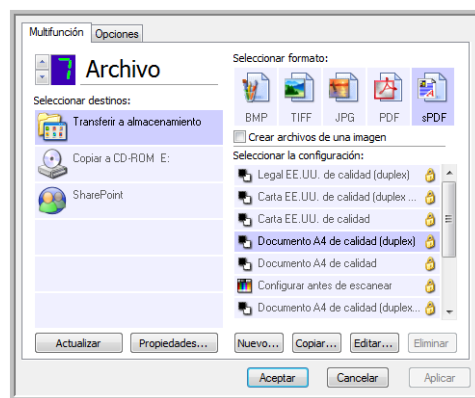 Multifunción
Opciones
7
Archivo
Seleccionar destinos:
Transferir a almacenamiento
Copiar a CD-ROM E:
SharePoint
Actualizar
Propiedades...
Seleccionar formato:
BMP
TIFF
JPG
PDF
sPDF
Crear archivos de una imagen
Seleccionar la configuración:
Legal EE.UU. de calidad (duplex)
Carta EE.UU. de calidad (duplex ...
Carta EE.UU. de calidad
Documento A4 de calidad (duplex)
Documento A4 de calidad
Configurar antes de escanear
Documento A4 de calidad (duplex...
Nuevo...
Copiar...
Editar...
Eliminar
Aceptar
Cancelar
Aplicar